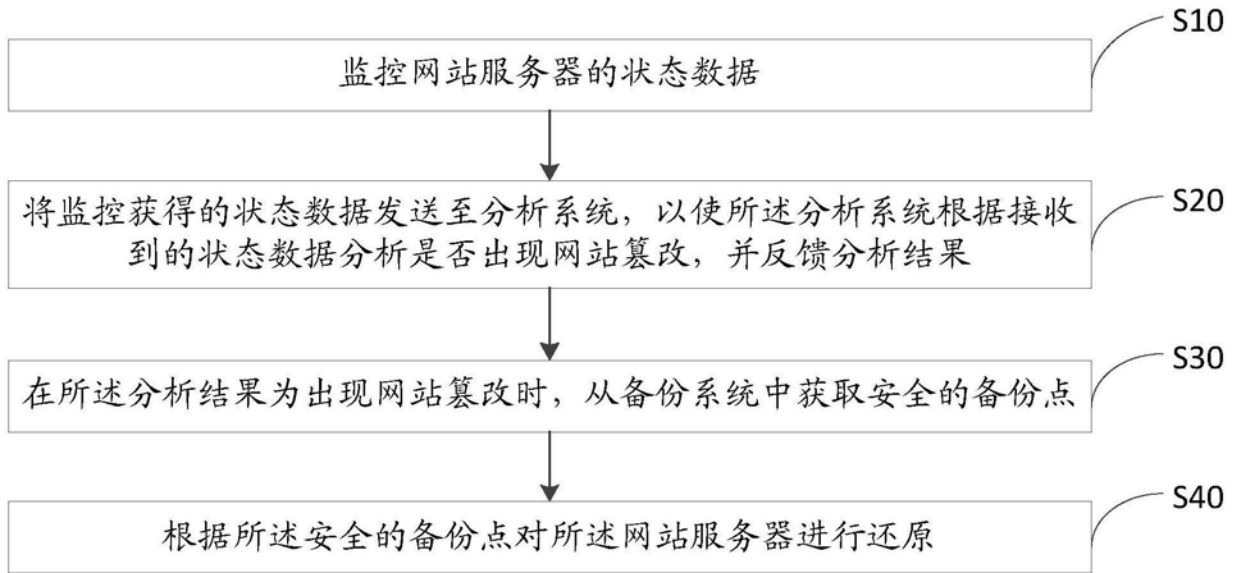 S10
监控网站服务器的状态数据
S20
将监控获得的状态数据发送至分析系统，以使所述分析系统根据接收
到的状态数据分析是否出现网站篡改，并反馈分析结果
S30
在所述分析结果为出现网站篡改时，从备份系统中获取安全的备份点
S40
根据所述安全的备份点对所述网站服务器进行还原